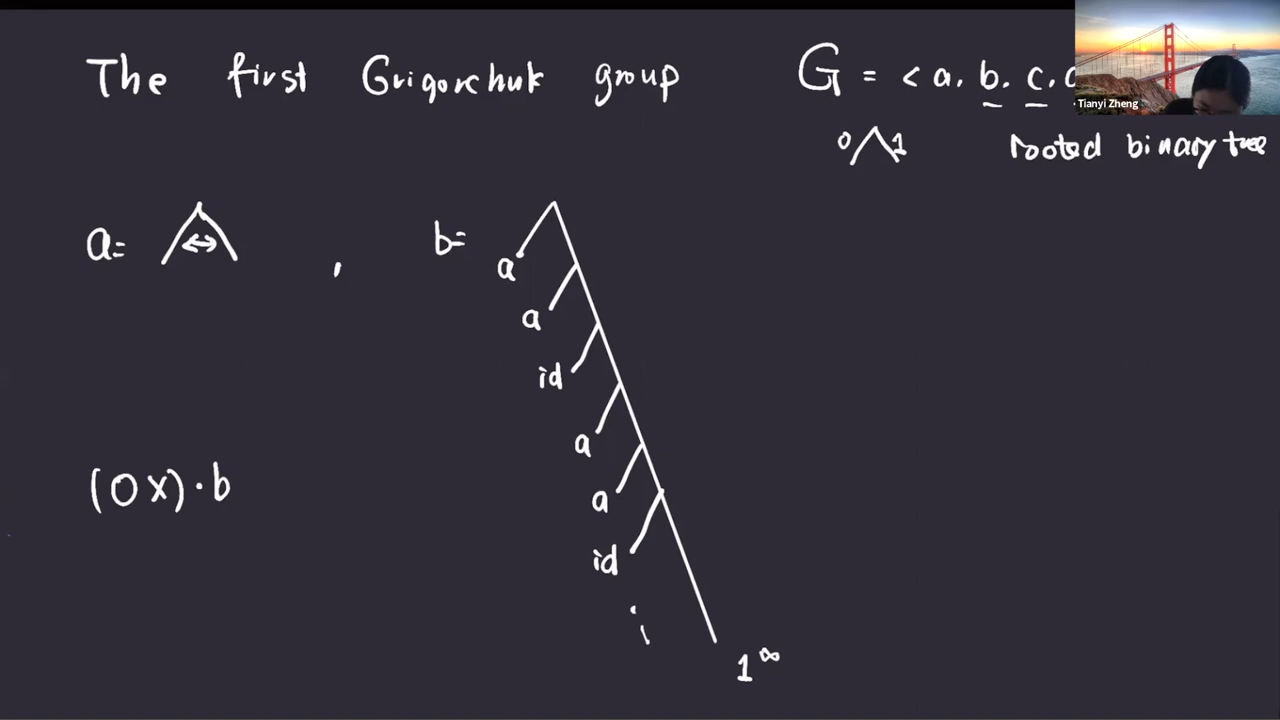 The first Grigorchuk group G = < a. b. c.
Tianyi Zheng
0 1 rooted binary tree
a= , b=
a
a
id
a
(0x)·b
a
id
1^∞